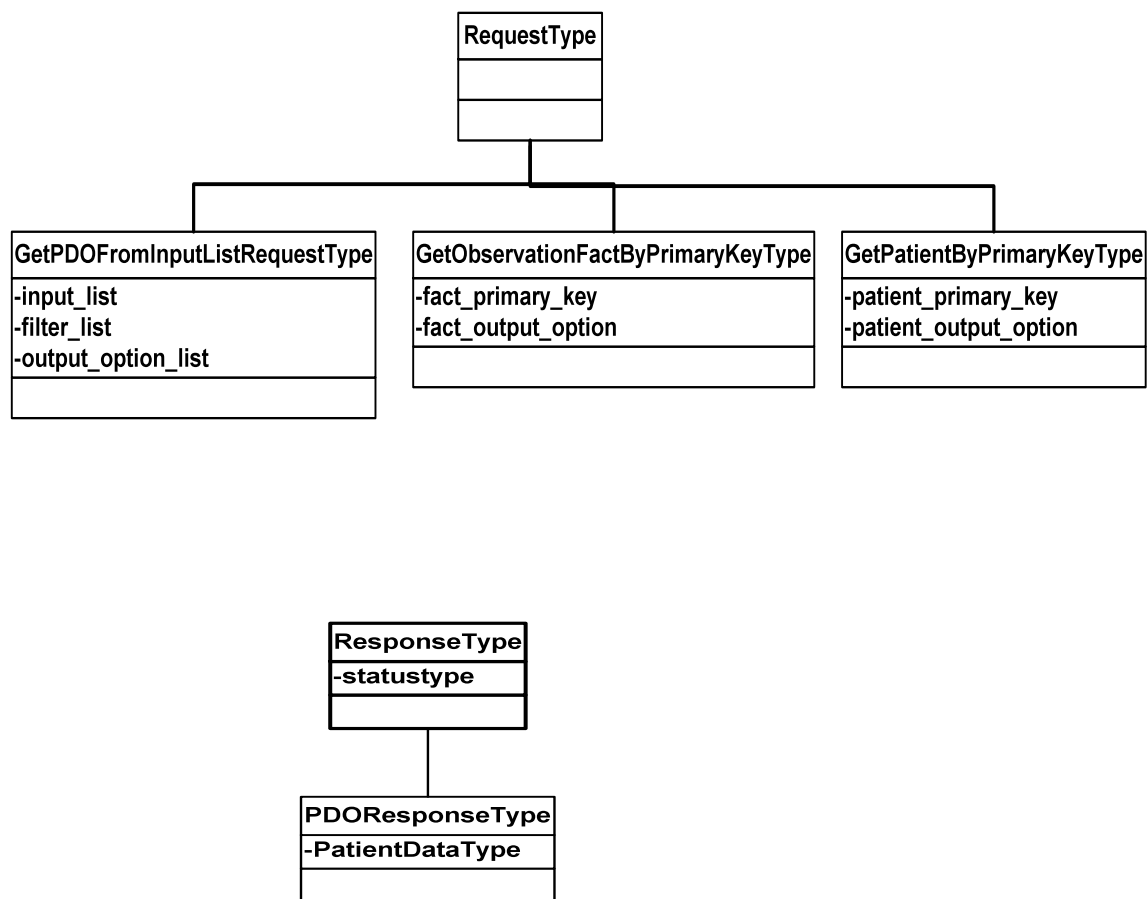 RequestType
GetPDOFromInputListRequestType
-input_list
-filter_list
-output_option_list
GetObservationFactByPrimaryKeyType
-fact_primary_key
-fact_output_option
GetPatientByPrimaryKeyType
-patient_primary_key
-patient_output_option
ResponseType
-statustype
PDOResponseType
-PatientDataType